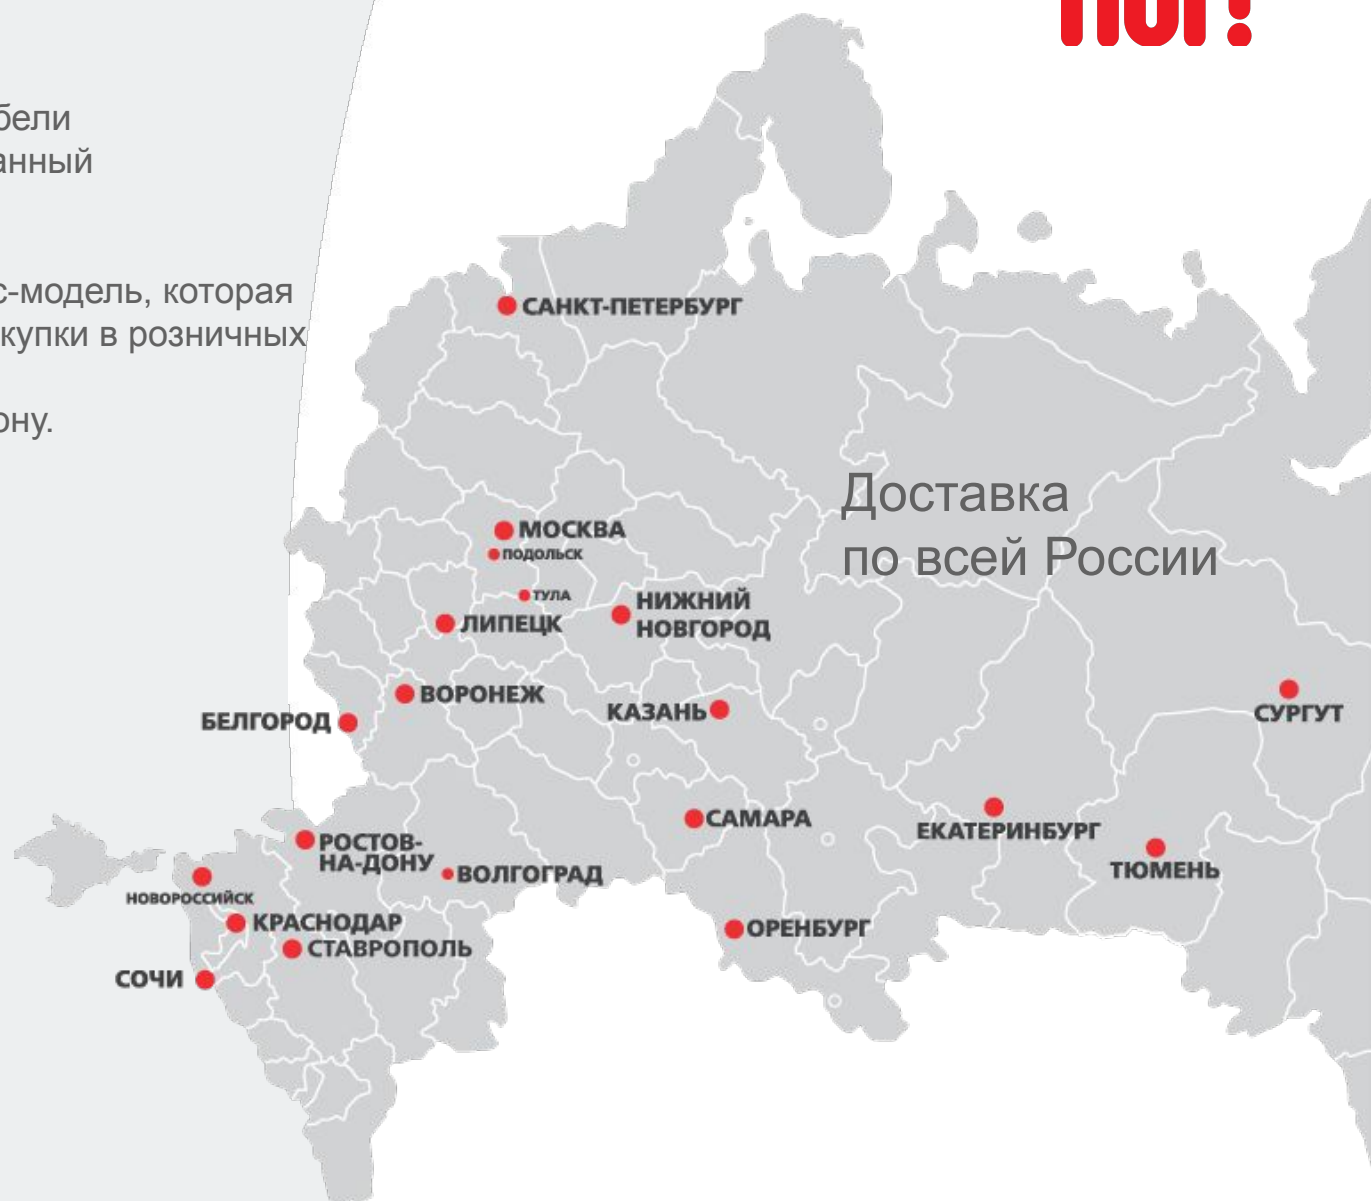 бели
анный
с-модель, которая
купки в розничных
ону.
САНКТ-ПЕТЕРБУРГ
Доставка
по всей России
МОСКВА
ПОДОЛЬСК
ТУЛА
ЛИПЕЦК
НИЖНИЙ
НОВГОРОД
ВОРОНЕЖ
БЕЛГОРОД
КАЗАНЬ
СУРГУТ
САМАРА
ЕКАТЕРИНБУРГ
ТЮМЕНЬ
РОСТОВ-
НА-ДОНУ
ВОЛГОГРАД
НОВОРОССИЙСК
КРАСНОДАР
СТАВРОПОЛЬ
ОРЕНБУРГ
СОЧИ